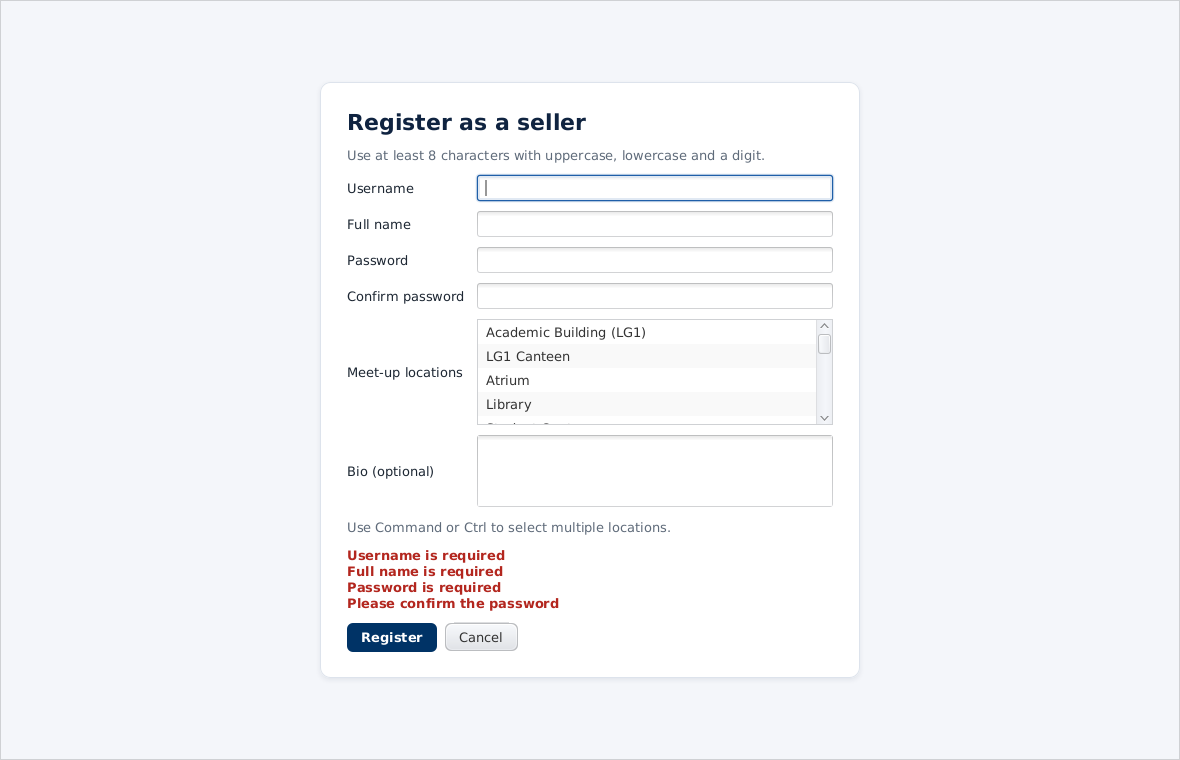 Register as a seller
Use at least 8 characters with uppercase, lowercase and a digit.
Username
Full name
Password
Confirm password
Meet-up locations
Academic Building (LG1)
LG1 Canteen
Atrium
Library
Bio (optional)
Use Command or Ctrl to select multiple locations.
Username is required
Full name is required
Password is required
Please confirm the password
Register
Cancel